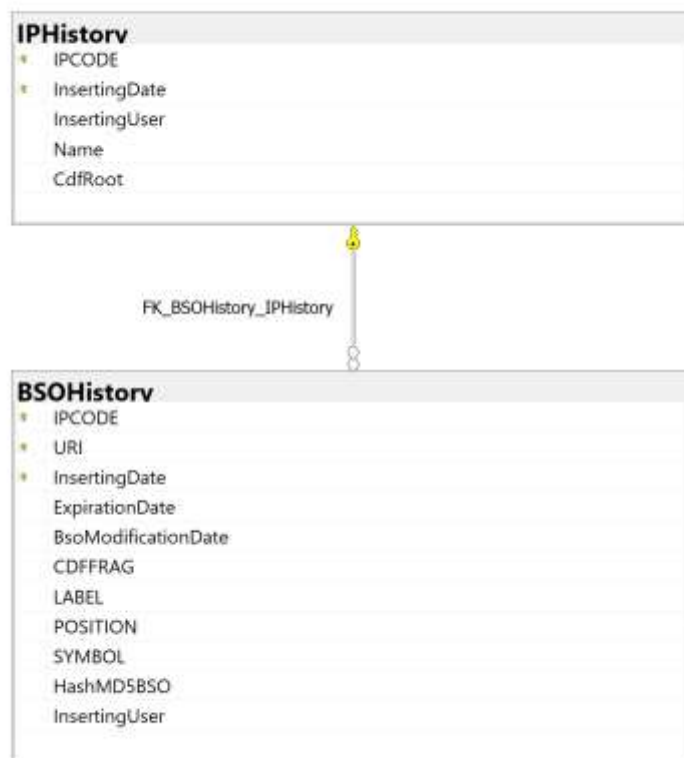 IPHistory
IPCODE
InsertingDate
InsertingUser
Name
CdfRoot
FK_BSOHistory_IPHistory
BSOHistory
IPCODE
URI
InsertingDate
ExpirationDate
BsoModificationDate
CDFFRAG
LABEL
POSITION
SYMBOL
HashMD5BSO
InsertingUser